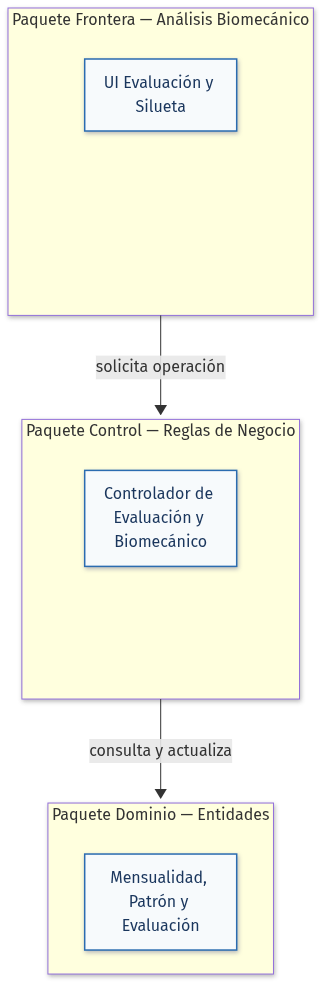 Paquete Frontera — Análisis Biomecánico
UI Evaluación y
Silueta
solicita operación
Paquete Control — Reglas de Negocio
Controlador de
Evaluación y
Biomecánico
consulta y actualiza
Paquete Dominio — Entidades
Mensualidad,
Patrón y
Evaluación